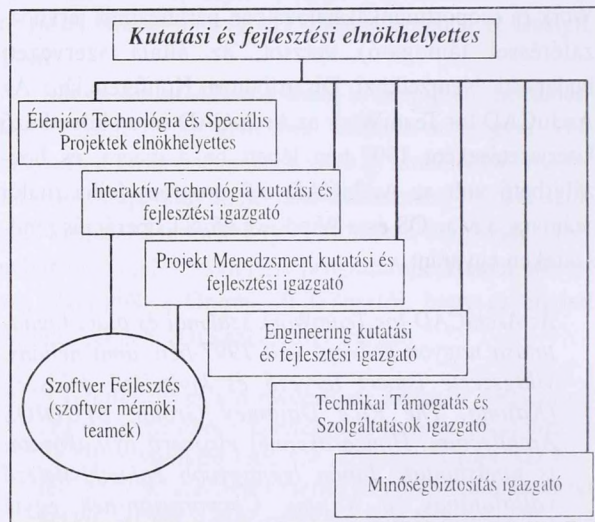 Kutatási és fejlesztési elnökhelyettes
Élenjáró Technológia és Speciális
Projektek elnökhelyettes
Interaktív Technológia kutatási és
fejlesztési igazgató
Projekt Menedzsment kutatási és
fejlesztési igazgató
Engineering kutatási
és fejlesztési igazgató
Szoftver Fejlesztés
(szoftver mérnöki
teamek)
Technikai Támogatás és
Szolgáltatások igazgató
Minőségbiztosítás igazgató